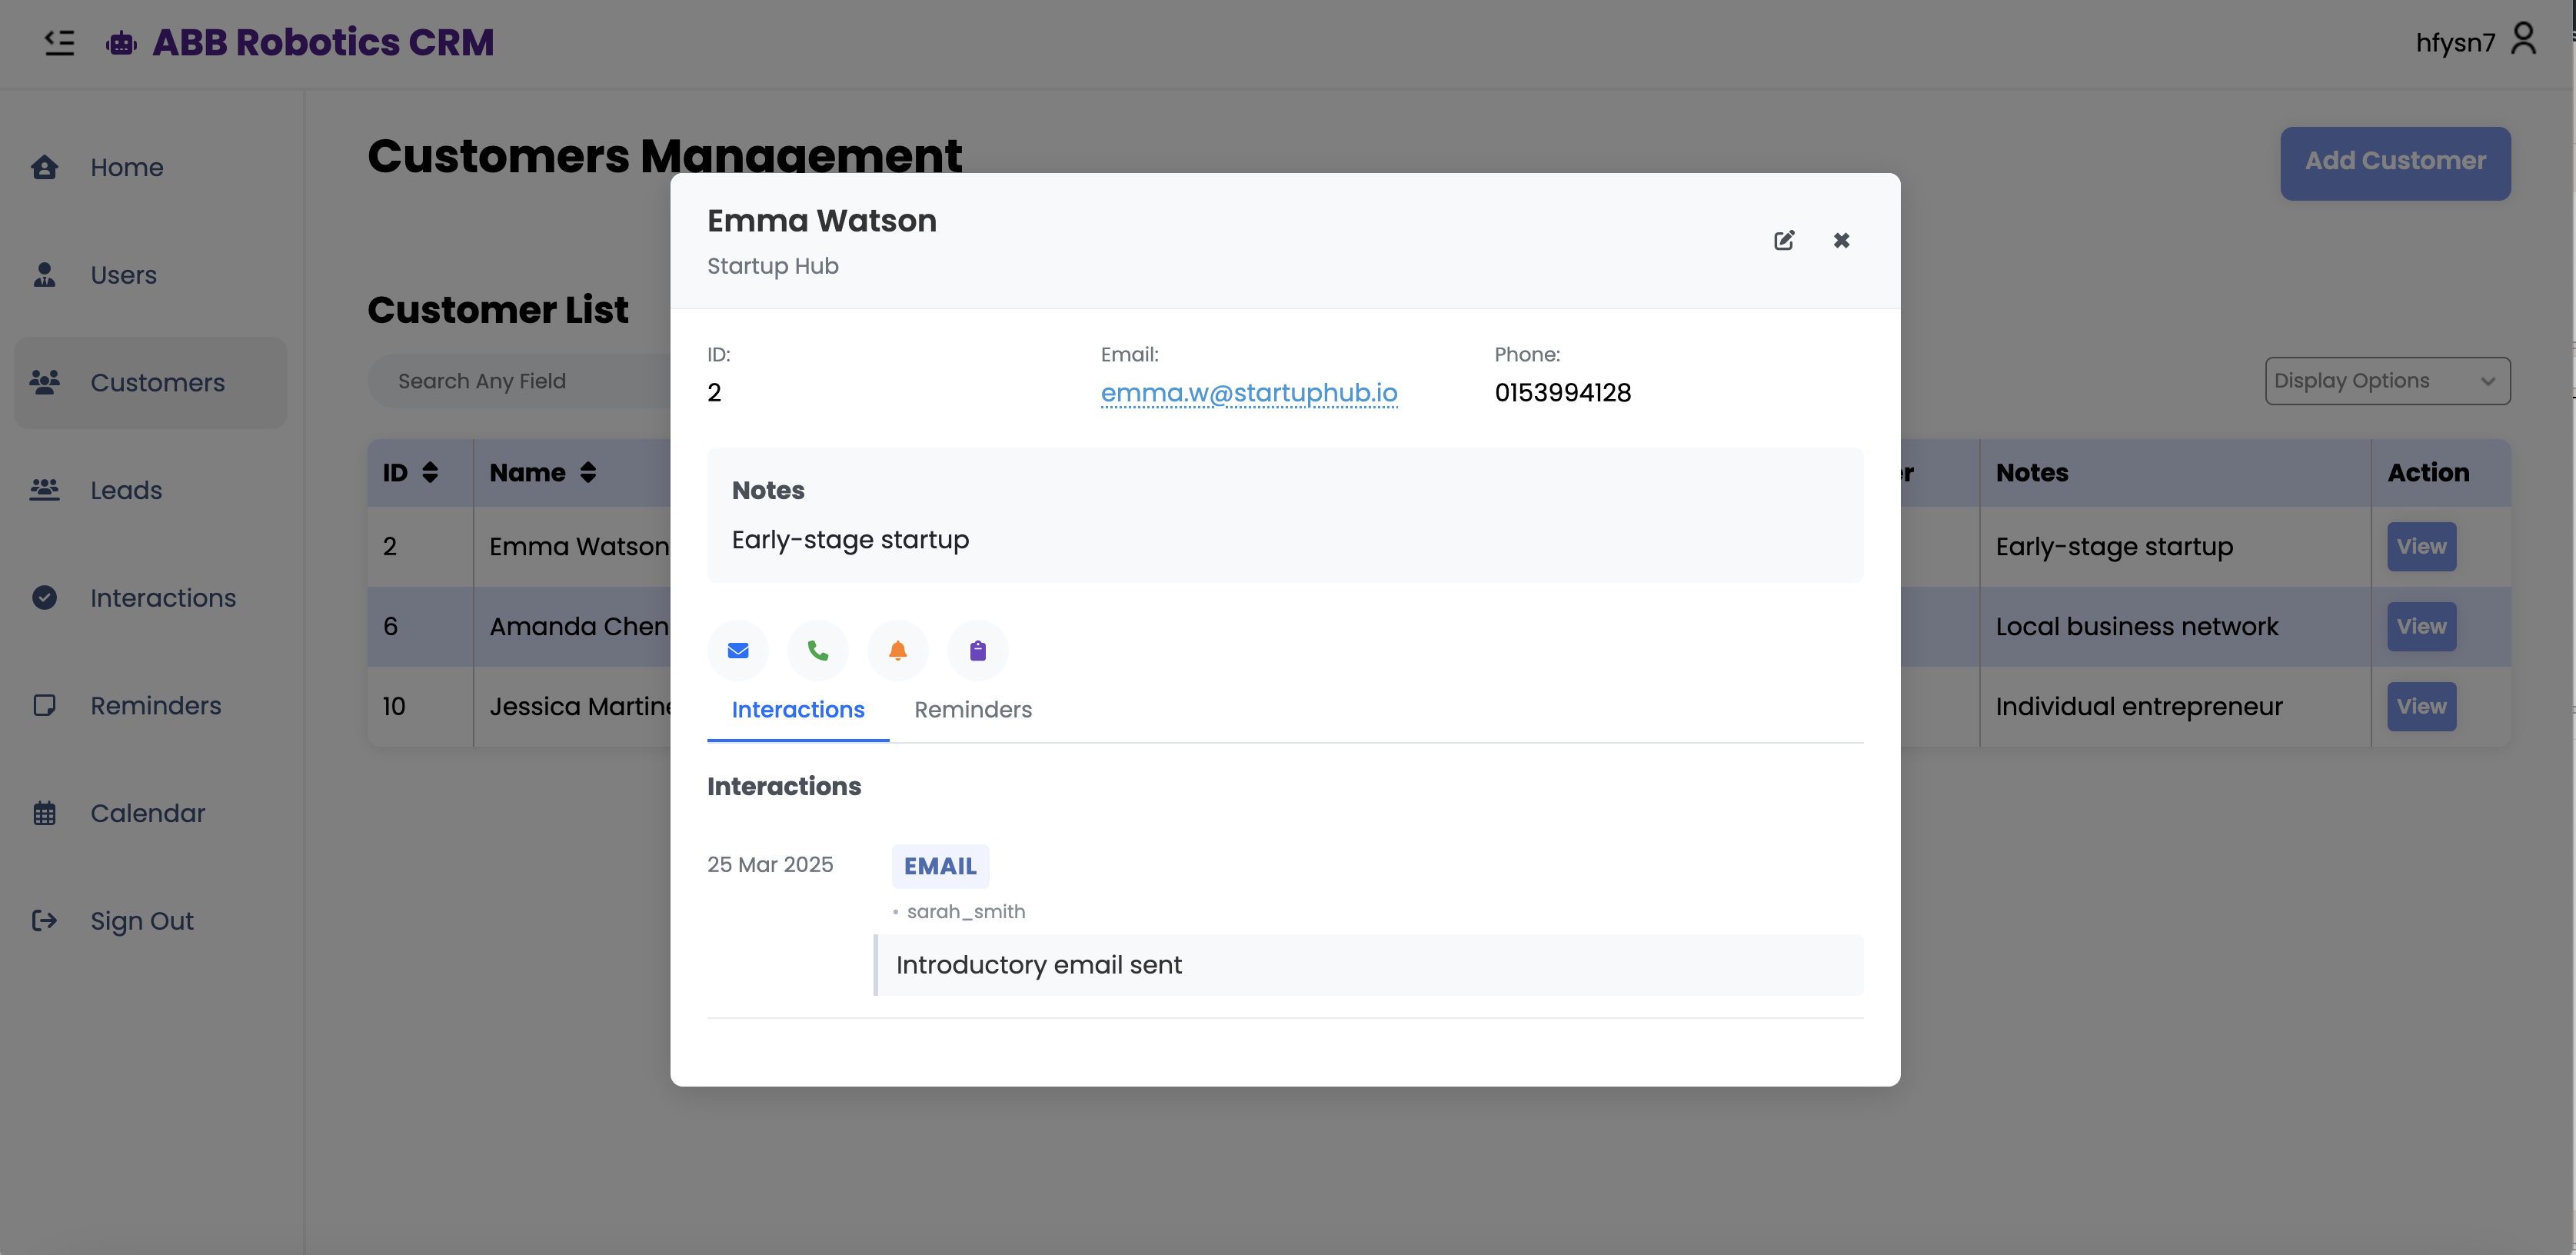 ABB Robotics CRM
hfysn7
Home
Users
Customers
Leads
Interactions
Reminders
Calendar
Sign Out
Customers Management
Add Customer
Customer List
Search Any Field
Display Options
ID Name Notes Action
2 Emma Watson Early-stage startup View
6 Amanda Chen Local business network View
10 Jessica Individual entrepreneur View
Emma Watson
Startup Hub
ID: Email: Phone:
2 emma.w@startuphub.io 0153994128
Notes
Early-stage startup
Interactions Reminders
Interactions
25 Mar 2025 EMAIL
• sarah_smith
Introductory email sent